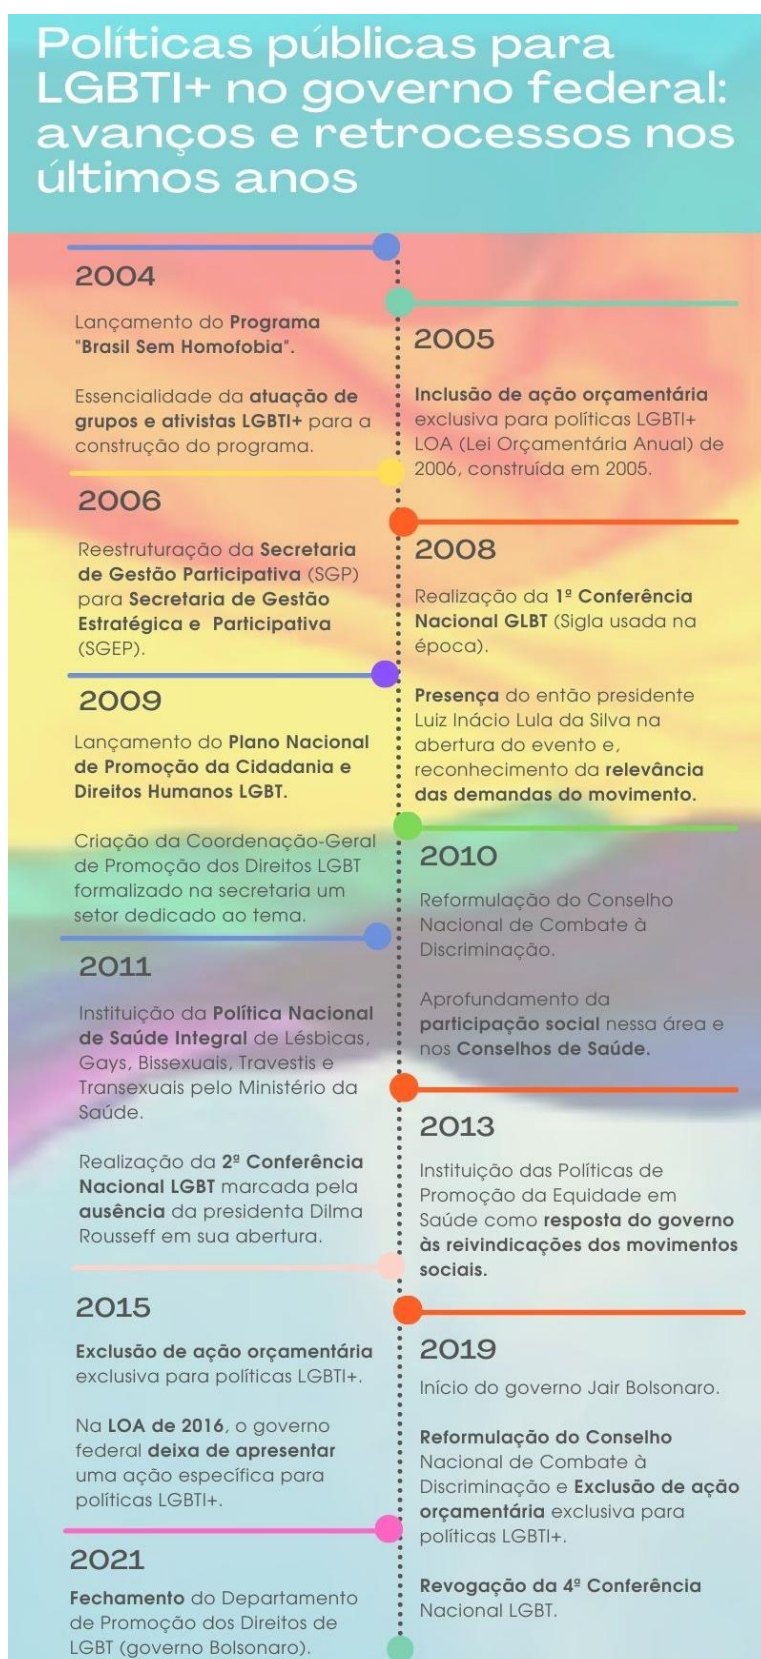 Políticas públicas para
LGBTI+ no governo federal:
avanços e retrocessos nos
últimos anos
2004
Lançamento do Programa
"Brasil Sem Homofobia".
Essencialidade da atuação de
grupos e ativistas LGBTI+ para a
construção do programa.
2005
Inclusão de ação orçamentária
exclusiva para políticas LGBTI+
LOA (Lei Orçamentária Anual) de
2006, construída em 2005.
2006
Reestruturação da Secretaria
de Gestão Participativa (SGP)
para Secretaria de Gestão
Estratégica e Participativa
(SGEP).
2008
Realização da 1ª Conferência
Nacional GLBT (Sigla usada na
época).
Presença do então presidente
Luiz Inácio Lula da Silva na
abertura do evento e,
reconhecimento da relevância
das demandas do movimento.
2009
Lançamento do Plano Nacional
de Promoção da Cidadania e
Direitos Humanos LGBT.
Criação da Coordenação-Geral
de Promoção dos Direitos LGBT
formalizado na secretaria um
setor dedicado ao tema.
2010
Reformulação do Conselho
Nacional de Combate à
Discriminação.
Aprofundamento da
participação social nessa área e
nos Conselhos de Saúde.
2011
Instituição da Política Nacional
de Saúde Integral de Lésbicas,
Gays, Bissexuais, Travestis e
Transexuais pelo Ministério da
Saúde.
Realização da 2ª Conferência
Nacional LGBT marcada pela
ausência da presidenta Dilma
Rousseff em sua abertura.
2013
Instituição das Políticas de
Promoção da Equidade em
Saúde como resposta do governo
às reivindicações dos movimentos
sociais.
2015
Exclusão de ação orçamentária
exclusiva para políticas LGBTI+.
Na LOA de 2016, o governo
federal deixa de apresentar
uma ação específica para
políticas LGBTI+.
2019
Início do governo Jair Bolsonaro.
Reformulação do Conselho
Nacional de Combate à
Discriminação e Exclusão de ação
orçamentária exclusiva para
políticas LGBTI+.
Revogação da 4ª Conferência
Nacional LGBT.
2021
Fechamento do Departamento
de Promoção dos Direitos de
LGBT (governo Bolsonaro).